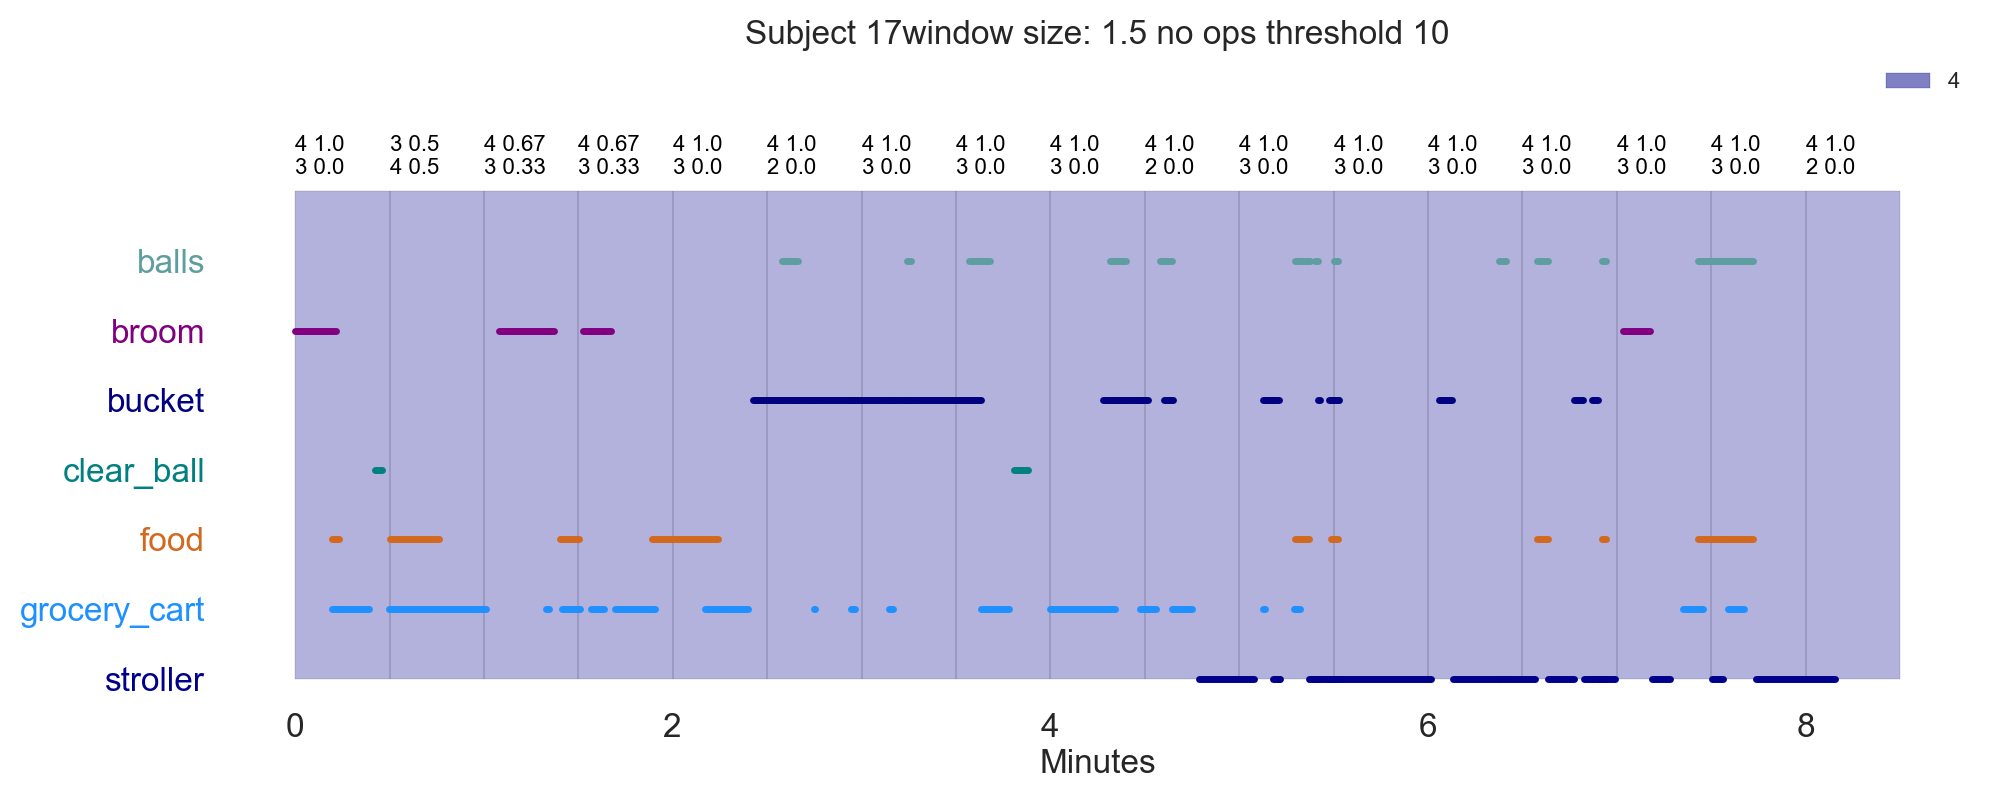 Subject 17window size: 1.5 no ops threshold 10
4
4 1.0 3 0.5 4 0.67 4 0.67 4 1.0 4 1.0 4 1.0 4 1.0 4 1.0 4 1.0 4 1.0 4 1.0 4 1.0 4 1.0 4 1.0 4 1.0 4 1.0
3 0.0 4 0.5 3 0.33 3 0.33 3 0.0 2 0.0 3 0.0 3 0.0 3 0.0 2 0.0 3 0.0 3 0.0 3 0.0 3 0.0 3 0.0 3 0.0 2 0.0
balls
broom
bucket
clear_ball
food
grocery_cart
stroller
0 2 4 6 8
Minutes